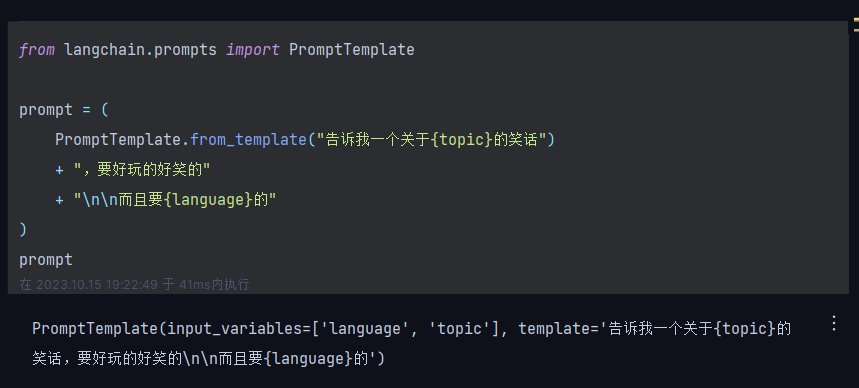 from langchain.prompts import PromptTemplate
prompt = (
    PromptTemplate.from_template("告诉我一个关于{topic}的笑话")
    + "，要好玩的好笑的"
    + "\n\n而且要{language}的"
)
prompt
在 2023.10.15 19:22:49 于 41ms内执行
PromptTemplate(input_variables=['language', 'topic'], template='告诉我一个关于{topic}的
笑话，要好玩的好笑的\n\n而且要{language}的')